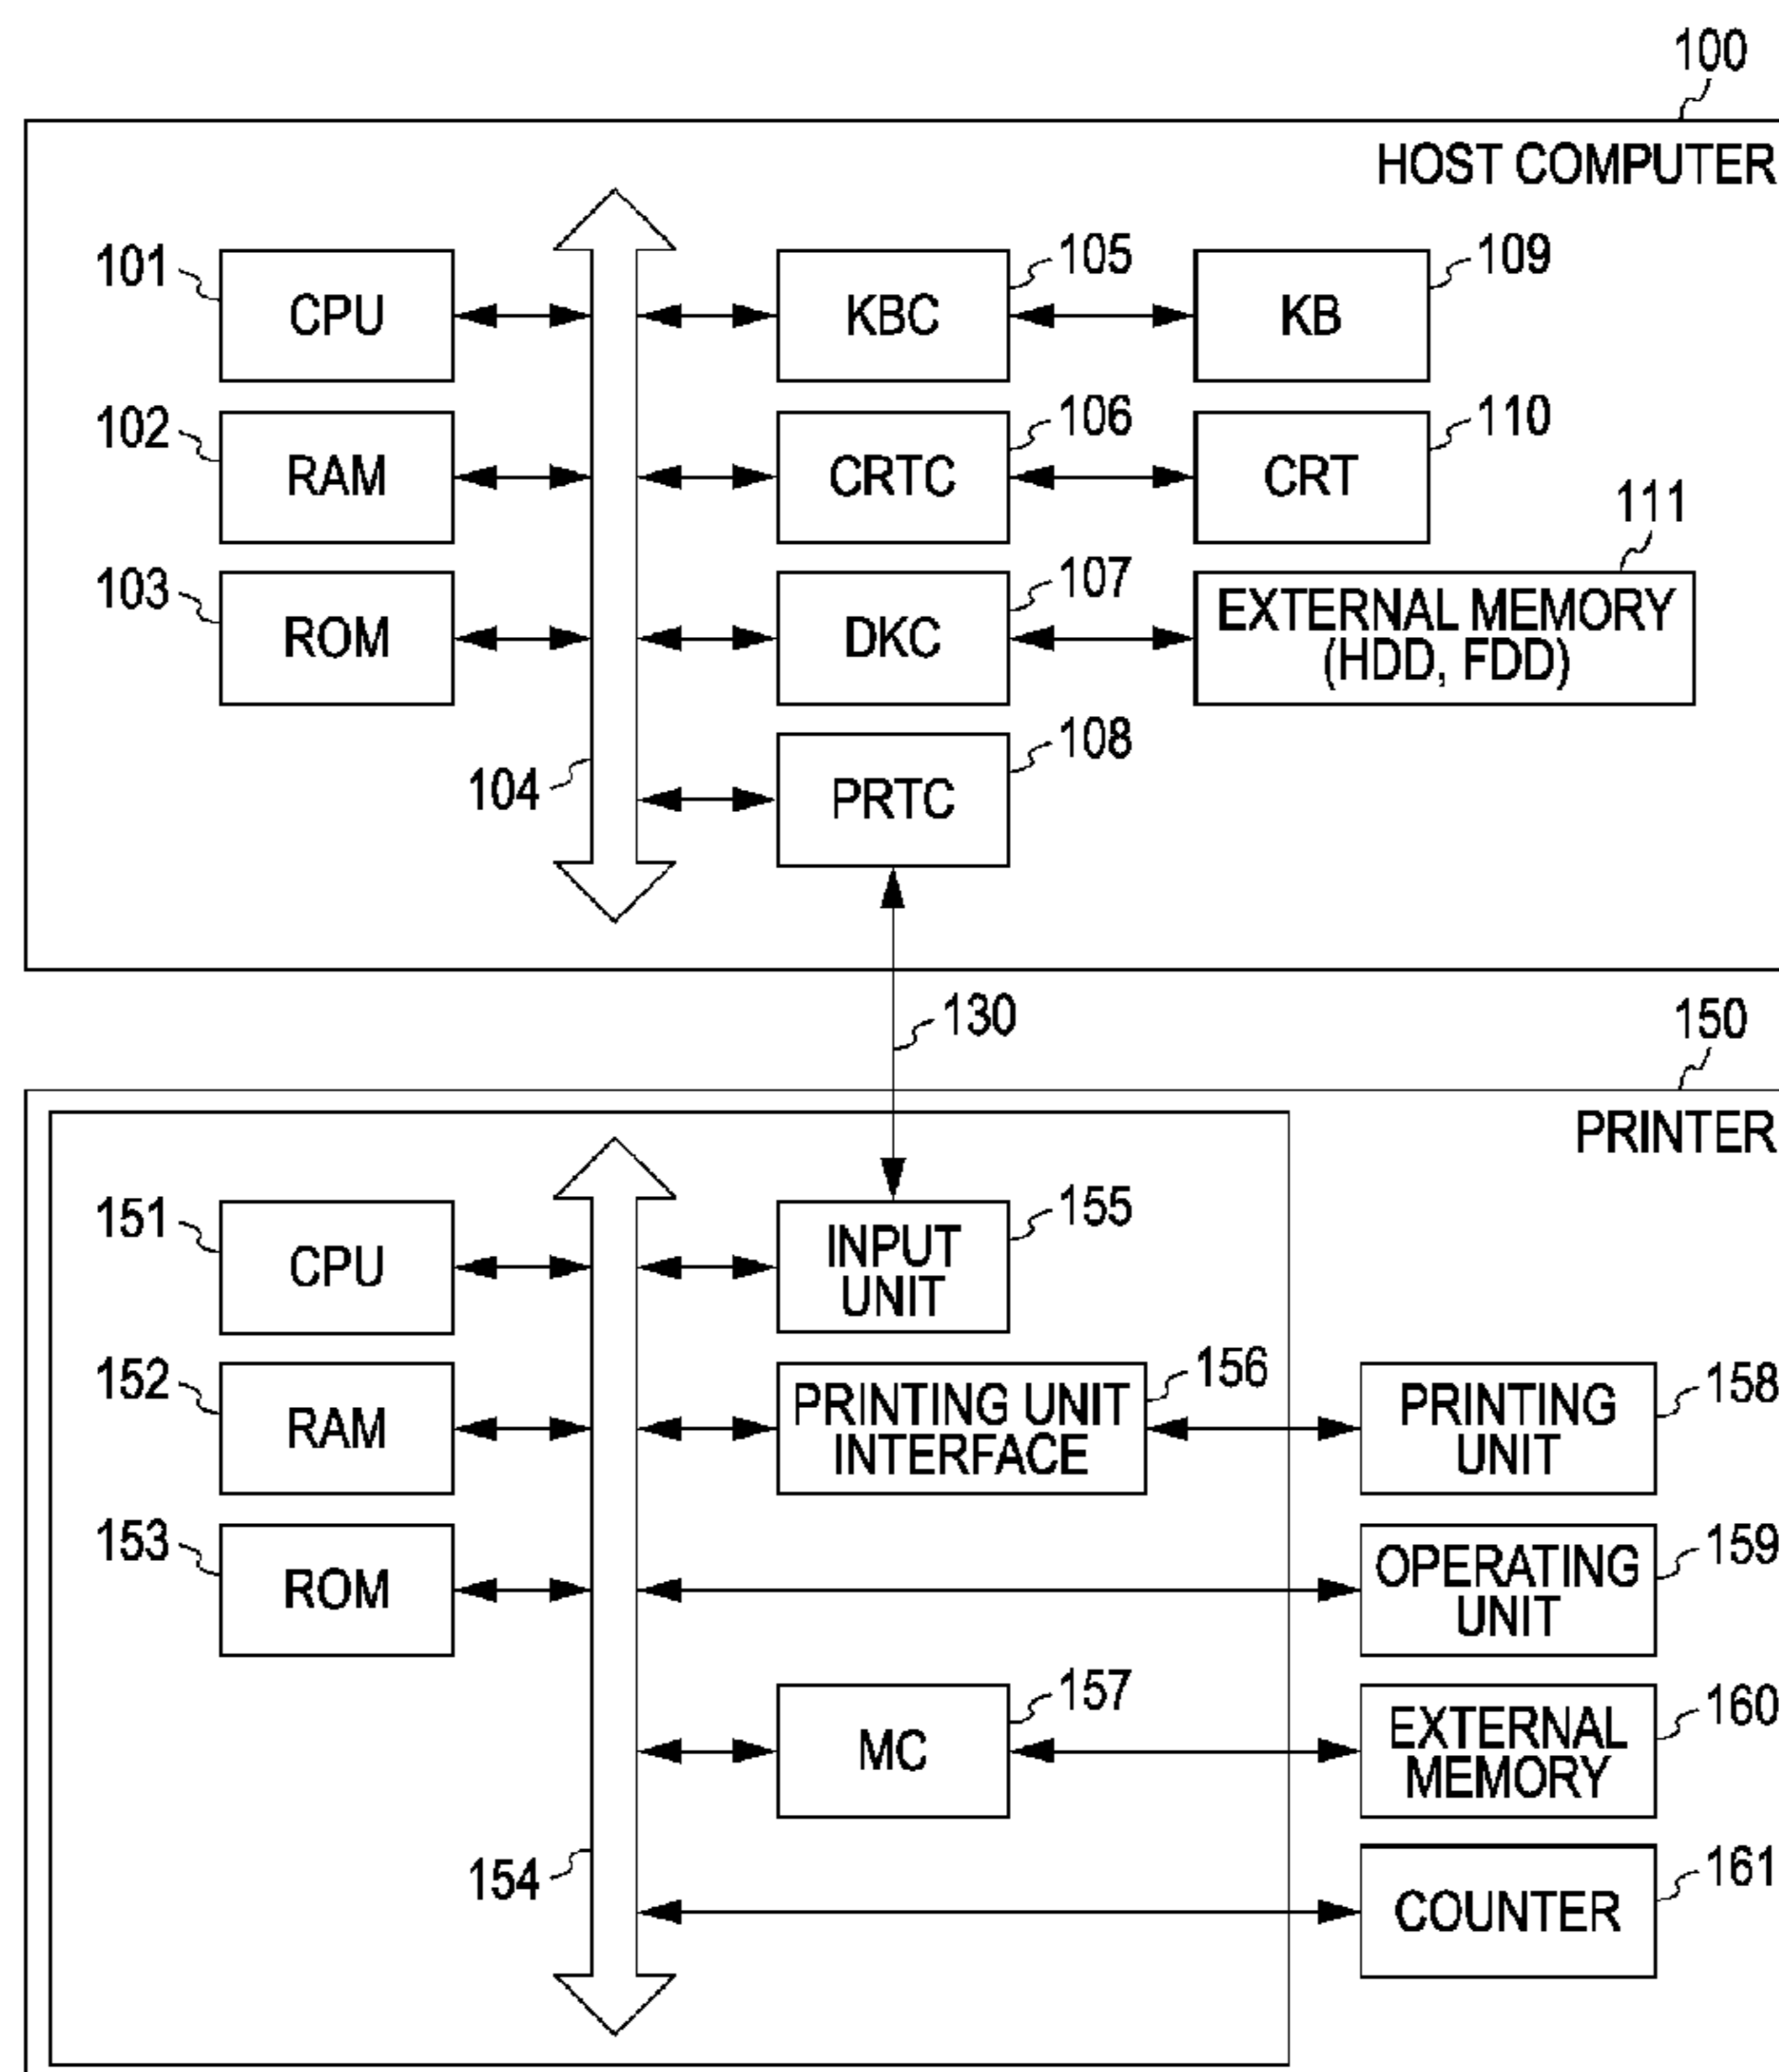 100
HOST COMPUTER
101
CPU
105
KBC
109
KB
102
RAM
106
CRTC
110
CRT
103
ROM
107
DKC
111
EXTERNAL MEMORY
(HDD, FDD)
104
108
PRTC
130
150
PRINTER
151
CPU
155
INPUT
UNIT
152
RAM
156
PRINTING UNIT
INTERFACE
158
PRINTING
UNIT
153
ROM
159
OPERATING
UNIT
157
MC
160
EXTERNAL
MEMORY
154
161
COUNTER